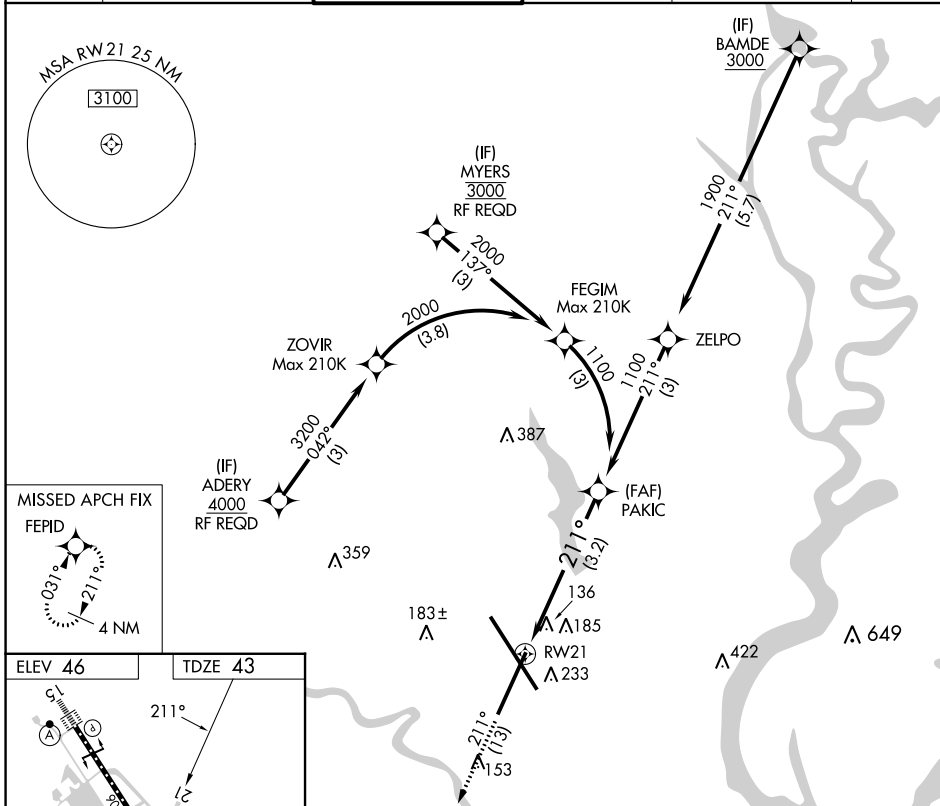 MSA RW21 25 NM
3100
(IF)
BAMDE
3000
1900
211°
(5.7)
(IF)
MYERS
3000
RF REQD
2000
137°
(3)
FEGIM
Max 210K
2000
(3.8)
ZOVIR
Max 210K
1100
(3)
ZELPO
1100
211°
(3)
3200
042°
(3)
(IF)
ADERY
4000
RF REQD
387
(FAF)
PAKIC
211°
(3.2)
359
136
183±
185
RW21
233
422
649
211°
(13)
153
MISSED APCH FIX
FEPID
031°
211°
4 NM
ELEV 46
TDZE 43
15
A
P
211°
21